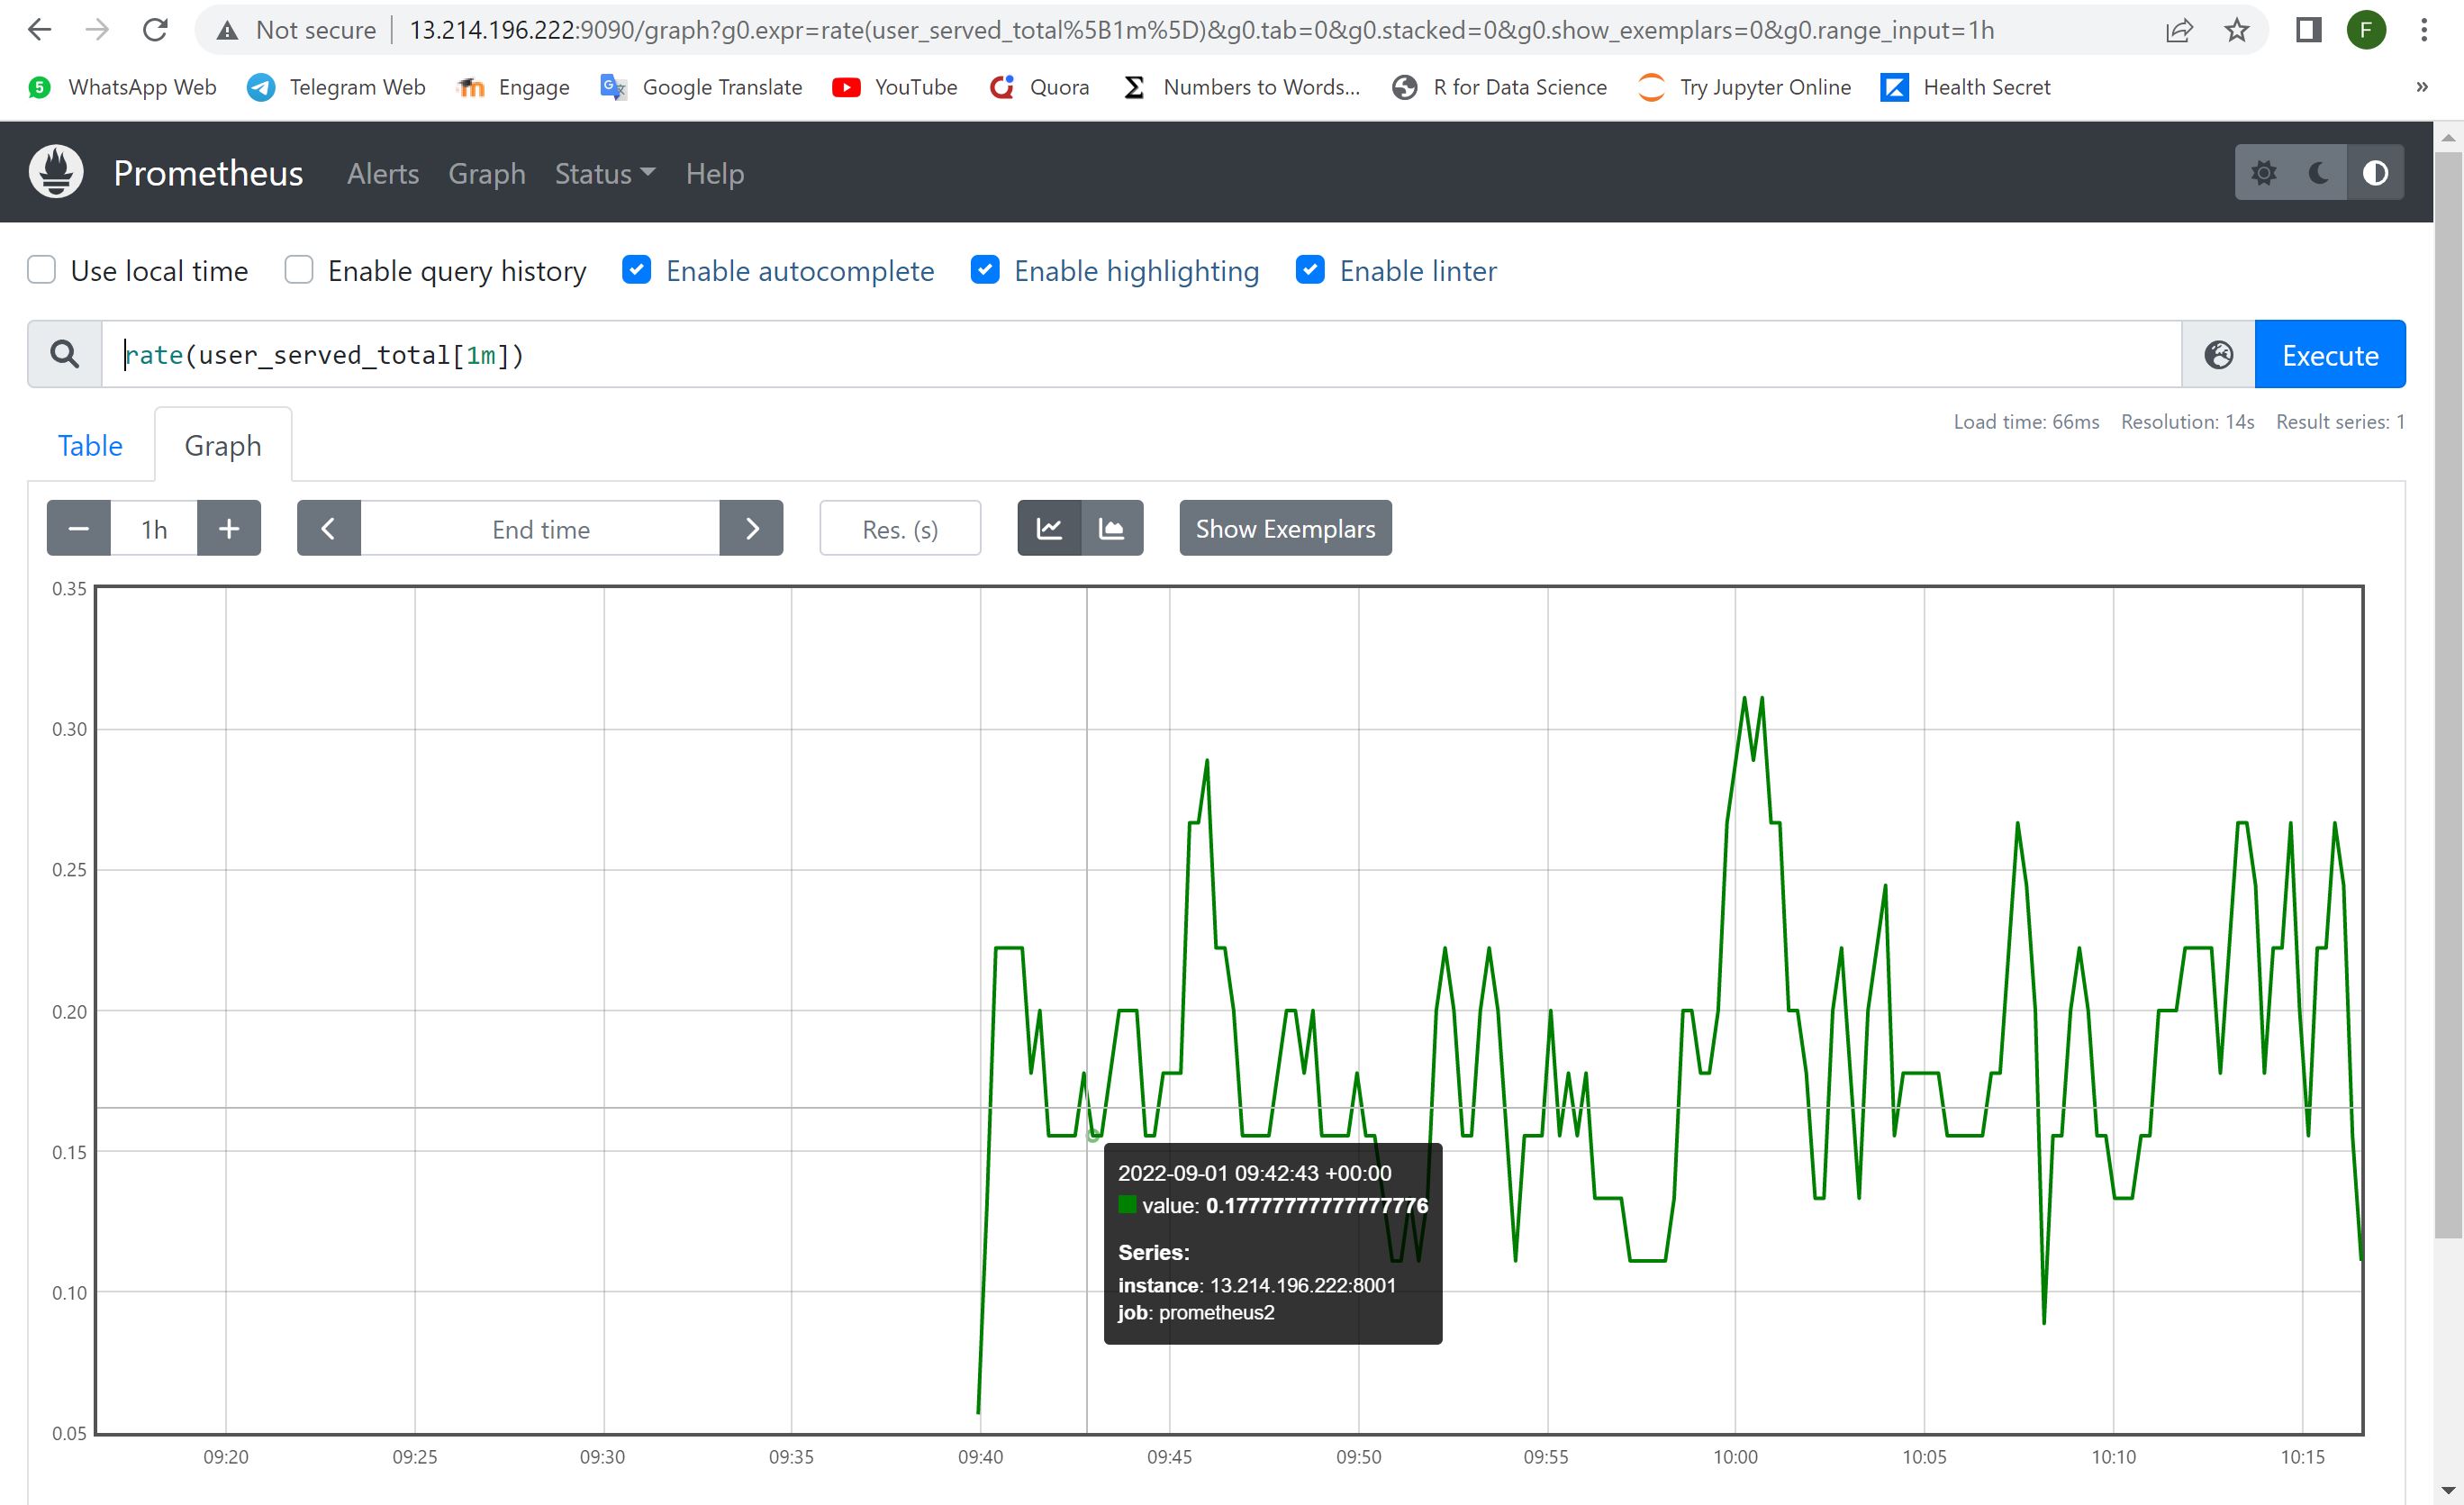 Not secure | 13.214.196.222:9090/graph?g0.expr=rate(user_served_total%5B1m%5D)&g0.tab=0&g0.stacked=0&g0.show_exemplars=0&g0.range_input=1h F
5 WhatsApp Web Telegram Web Engage Google Translate YouTube Quora Numbers to Words... R for Data Science Try Jupyter Online Health Secret »
Prometheus Alerts Graph Status Help
Use local time Enable query history Enable autocomplete Enable highlighting Enable linter
rate(user_served_total[1m]) Execute
Load time: 66ms Resolution: 14s Result series: 1
Table Graph
1h End time Res. (s) Show Exemplars
0.35
0.30
0.25
0.20
0.15
0.10
0.05
2022-09-01 09:42:43 +00:00
value: 0.17777777777777776
Series:
instance: 13.214.196.222:8001
job: prometheus2
09:20 09:25 09:30 09:35 09:40 09:45 09:50 09:55 10:00 10:05 10:10 10:15